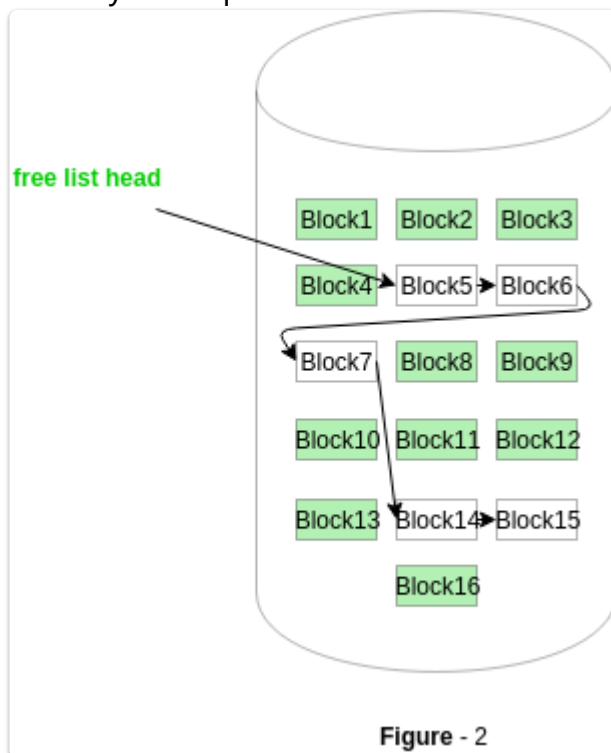 free list head
Block1 Block2 Block3
Block4 Block5 Block6
Block7 Block8 Block9
Block10 Block11 Block12
Block13 Block14 Block15
Block16
Figure - 2